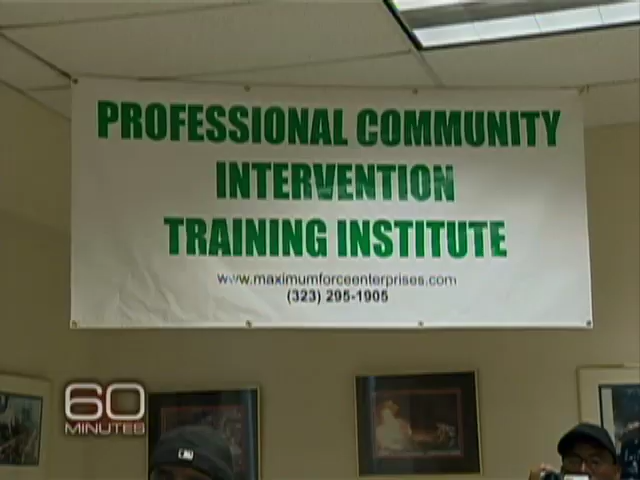 PROFESSIONAL COMMUNITY
INTERVENTION
TRAINING INSTITUTE
www.maximumforceenterprises.com
(323) 295-1905
60
MINUTES